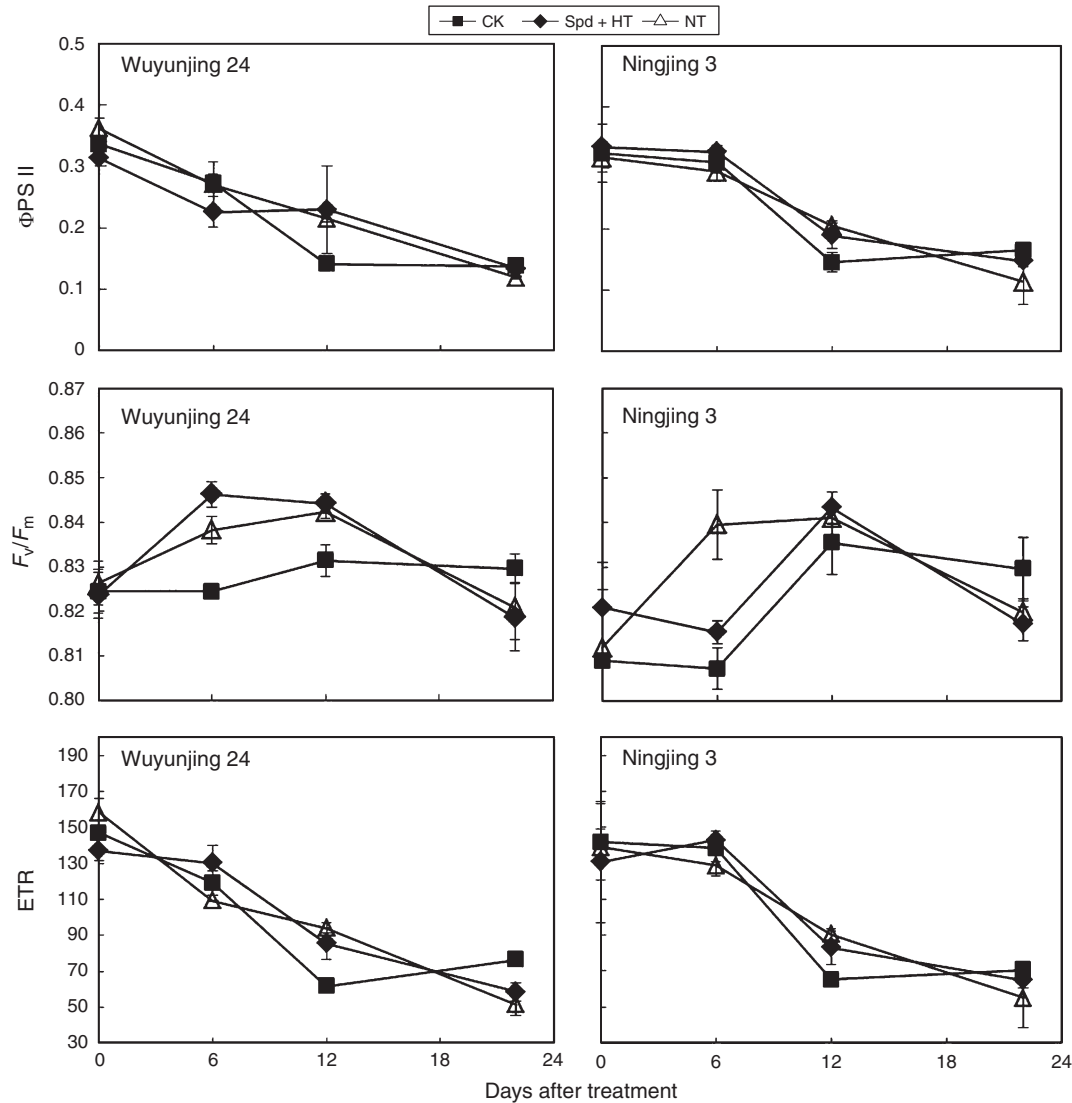 CK Spd + HT NT
Wuyunjing 24
Ningjing 3
0.5
0.4
0.3
0.2
0.1
0
ΦPS II
Wuyunjing 24
Ningjing 3
0.87
0.86
0.85
0.84
0.83
0.82
0.81
0.80
Fv/Fm
Wuyunjing 24
Ningjing 3
190
170
150
130
110
90
70
50
30
ETR
0 6 12 18 24
0 6 12 18 24
Days after treatment